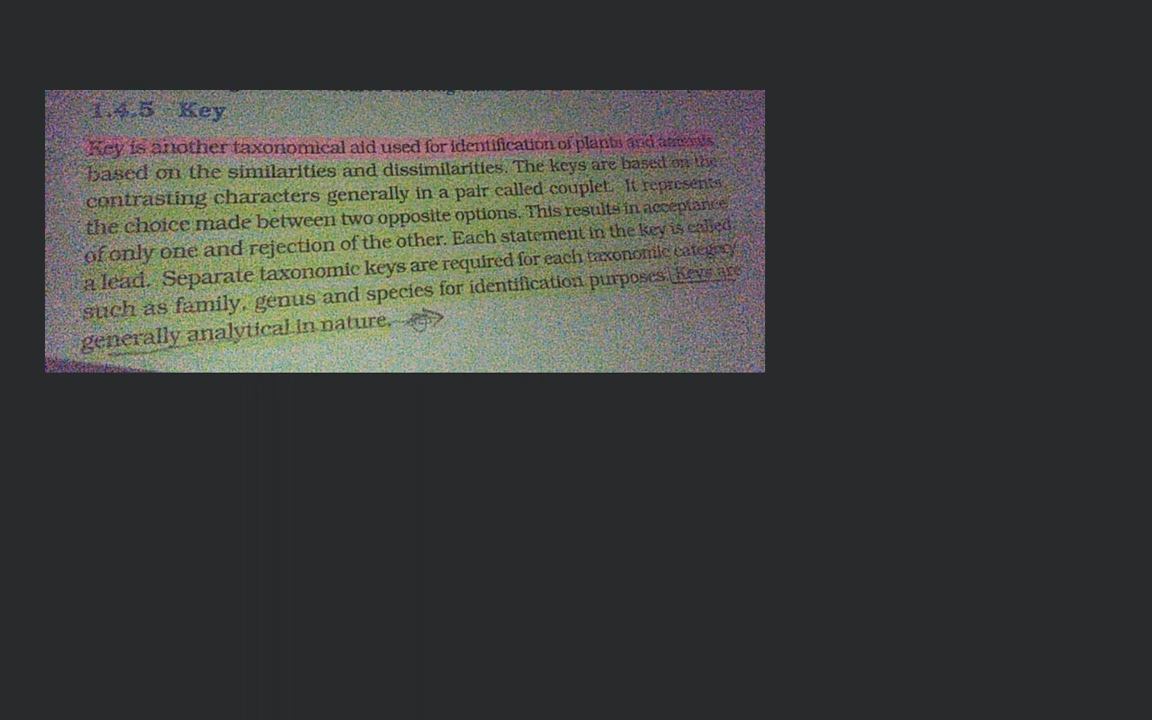 1.4.5 Key
Key is another taxonomical aid used for identification of plants and animals
based on the similarities and dissimilarities. The keys are based on the
contrasting characters generally in a pair called couplet. It represents
the choice made between two opposite options. This results in acceptance
of only one and rejection of the other. Each statement in the key is called
a lead. Separate taxonomic keys are required for each taxonomic category
such as family, genus and species for identification purposes. Keys are
generally analytical in nature.